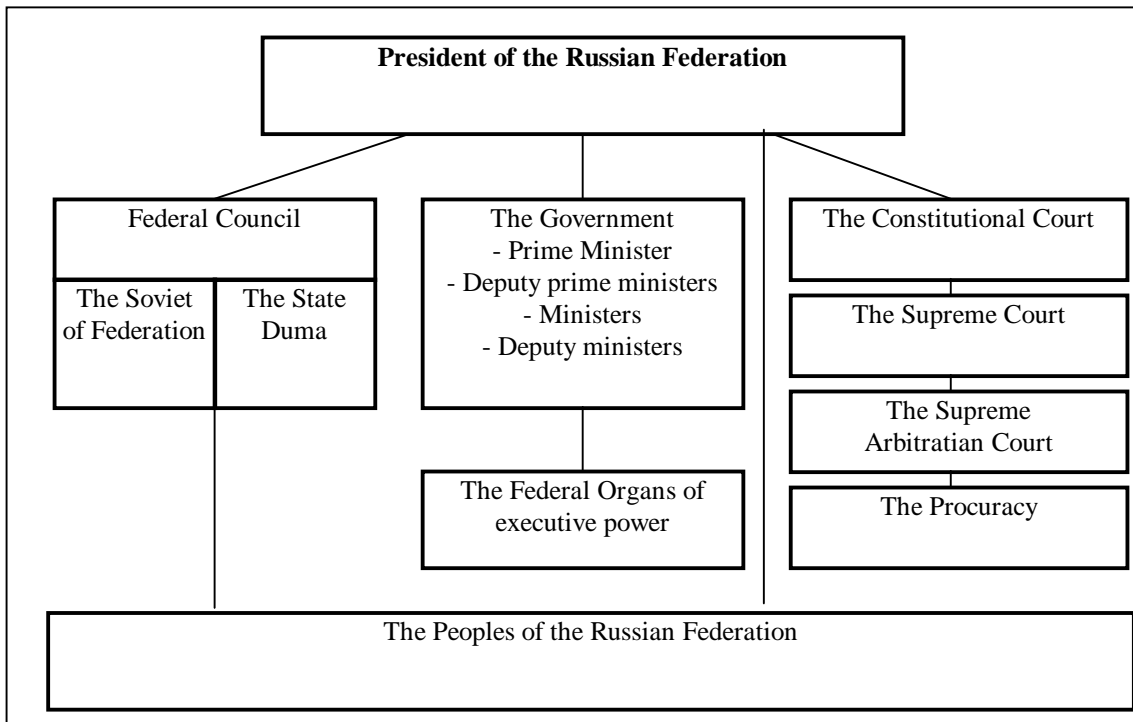 President of the Russian Federation
Federal Council
The Soviet
of Federation
The State
Duma
The Government
- Prime Minister
- Deputy prime ministers
- Ministers
- Deputy ministers
The Federal Organs of
executive power
The Constitutional Court
The Supreme Court
The Supreme
Arbitratian Court
The Procuracy
The Peoples of the Russian Federation